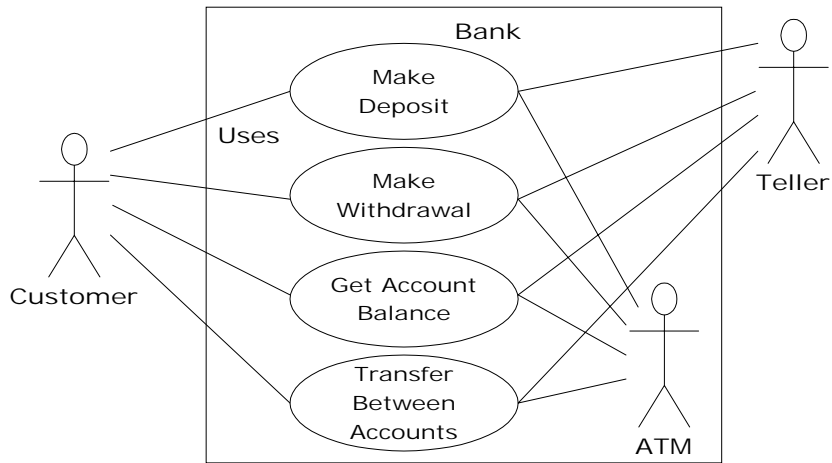 Bank
Make
Deposit
Uses
Make
Withdrawal
Teller
Customer
Get Account
Balance
Transfer
Between
Accounts
ATM